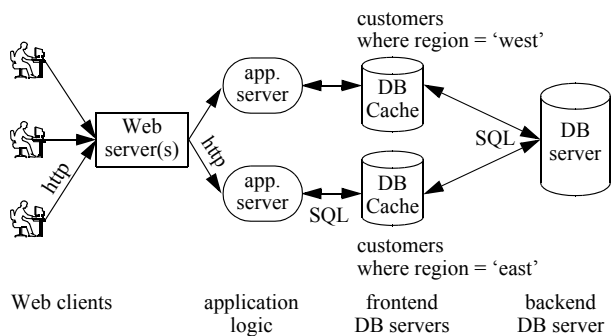 customers
where region = ‘west’
app.
server
DB
Cache
Web
server(s)
http
http
SQL
DB
server
app.
server
SQL
DB
Cache
customers
where region = ‘east’
Web clients
application
logic
frontend
DB servers
backend
DB server